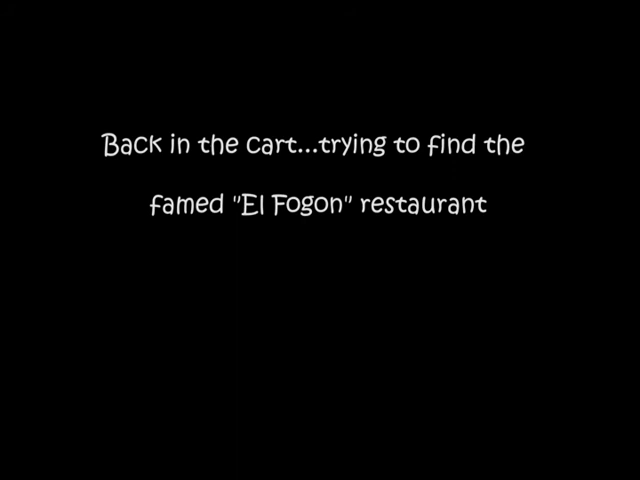 Back in the cart...trying to find the
famed "El Fogon" restaurant